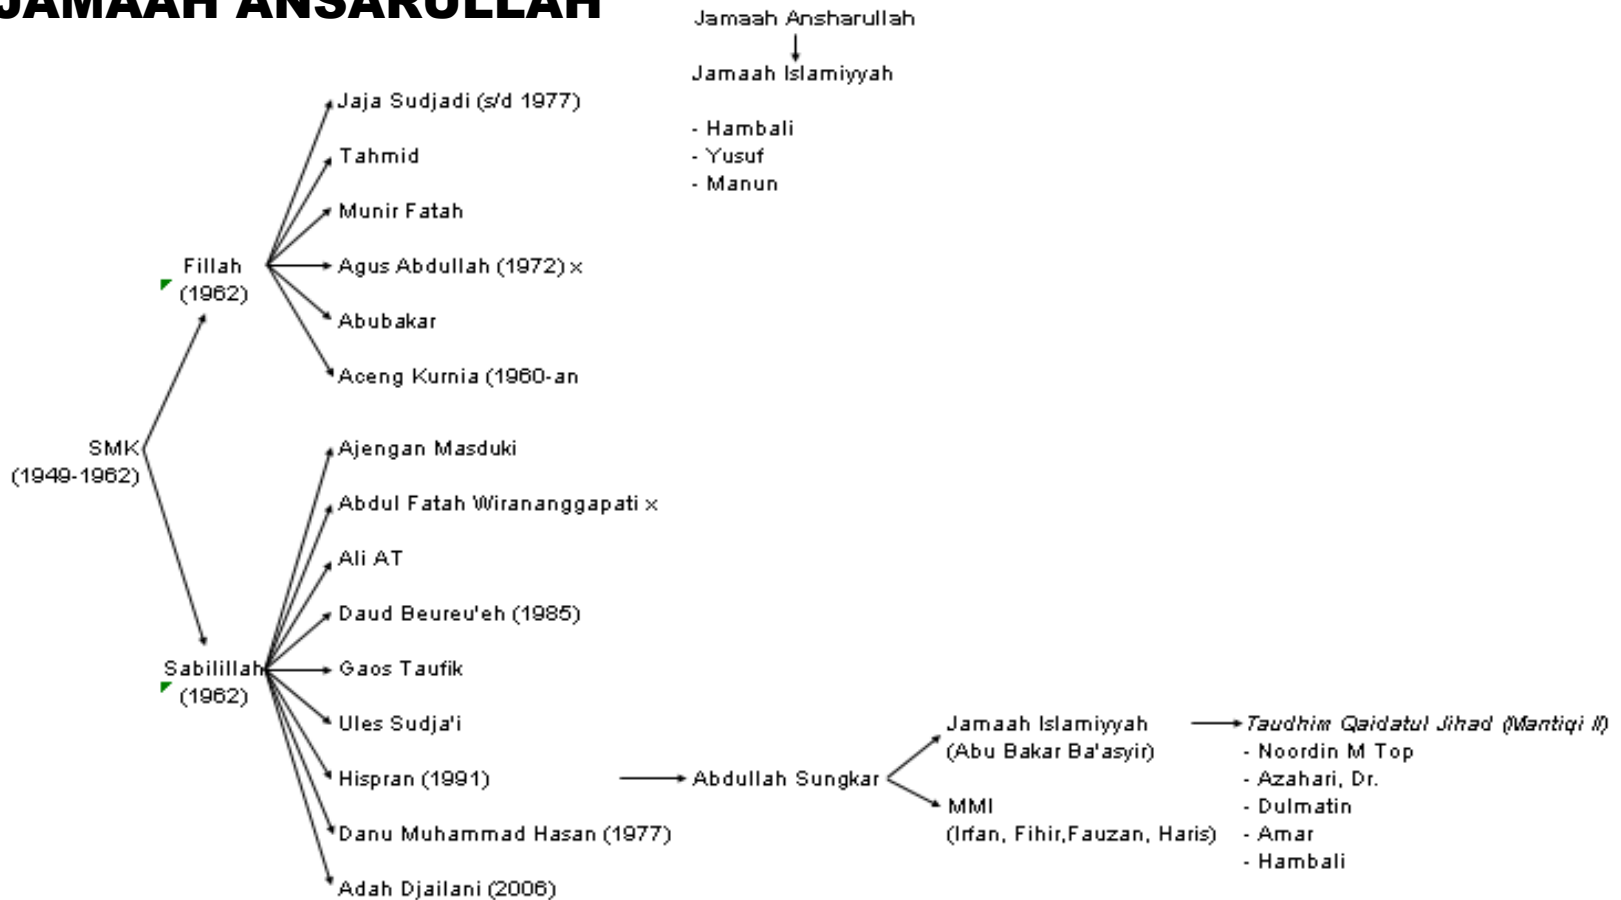 JAMAAH ANSARULLAH
Jamaah Ansharullah
Jamaah Islamiyyah
- Hambali
- Yusuf
- Manun
Jaja Sudjadi (s/d 1977)
Tahmid
Munir Fatah
Fillah
(1962)
Agus Abdullah (1972) x
Abubakar
Aceng Kurnia (1960-an
SMK
(1949-1962)
Ajengan Masduki
Abdul Fatah Wirananggapati x
Ali AT
Daud Beureu'eh (1985)
Sabilillah
(1962)
Gaos Taufik
Ules Sudja'i
Hispran (1991)
Danu Muhammad Hasan (1977)
Adah Djailani (2006)
Abdullah Sungkar
Jamaah Islamiyyah
(Abu Bakar Ba'asyir)
MMI
(Irfan, Fihir,Fauzan, Haris)
Taudhim Qaidatul Jihad (Mantiqi II)
- Noordin M Top
- Azahari, Dr.
- Dulmatin
- Amar
- Hambali